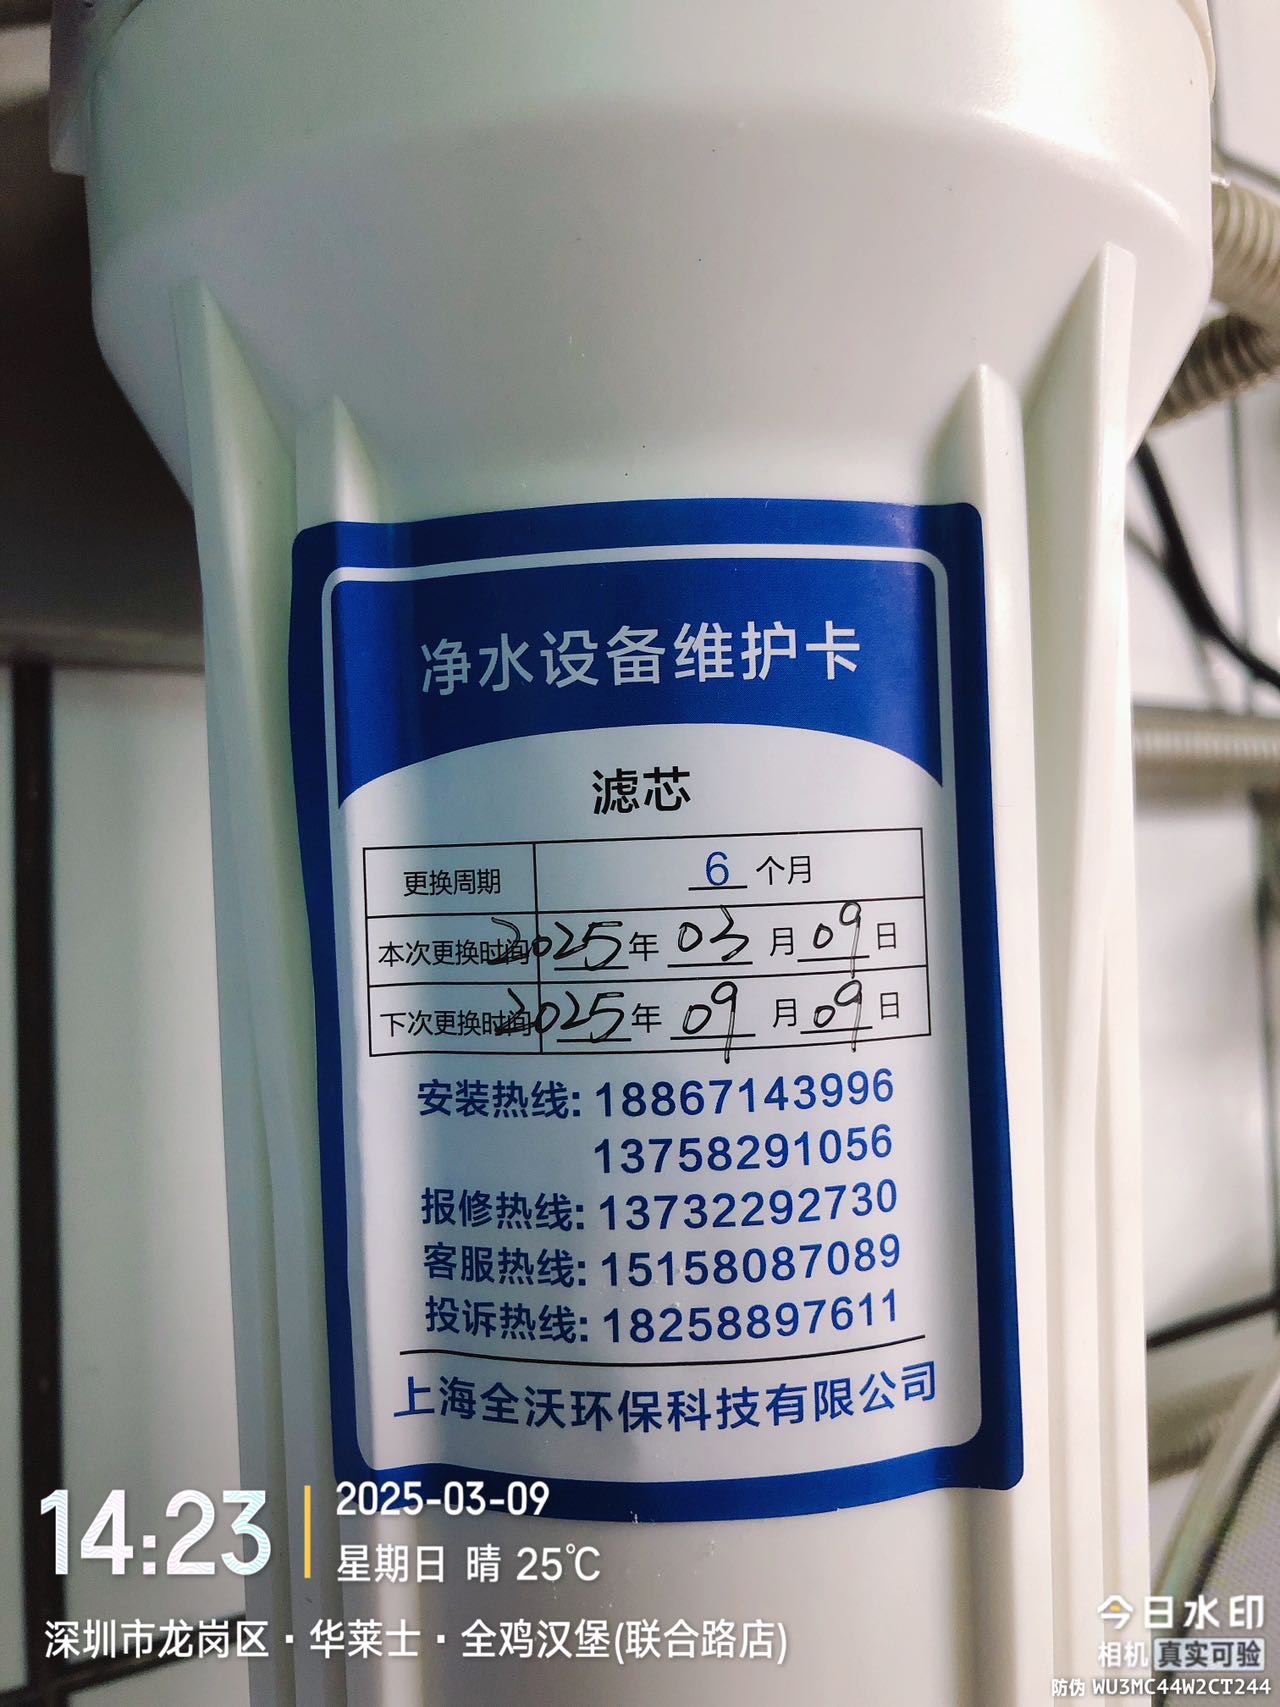 净水设备维护卡
滤芯
更换周期 6 个月
本次更换时间 2025 年 03 月 09 日
下次更换时间 2025 年 09 月 09 日
安装热线: 18867143996
13758291056
报修热线: 13732292730
客服热线: 15158087089
投诉热线: 18258897611
上海全沃环保科技有限公司
14:23
2025-03-09
星期日 晴 25℃
深圳市龙岗区·华莱士·全鸡汉堡(联合路店)
今日水印
相机 真实可验
防伪 WU3MC44W2CT244